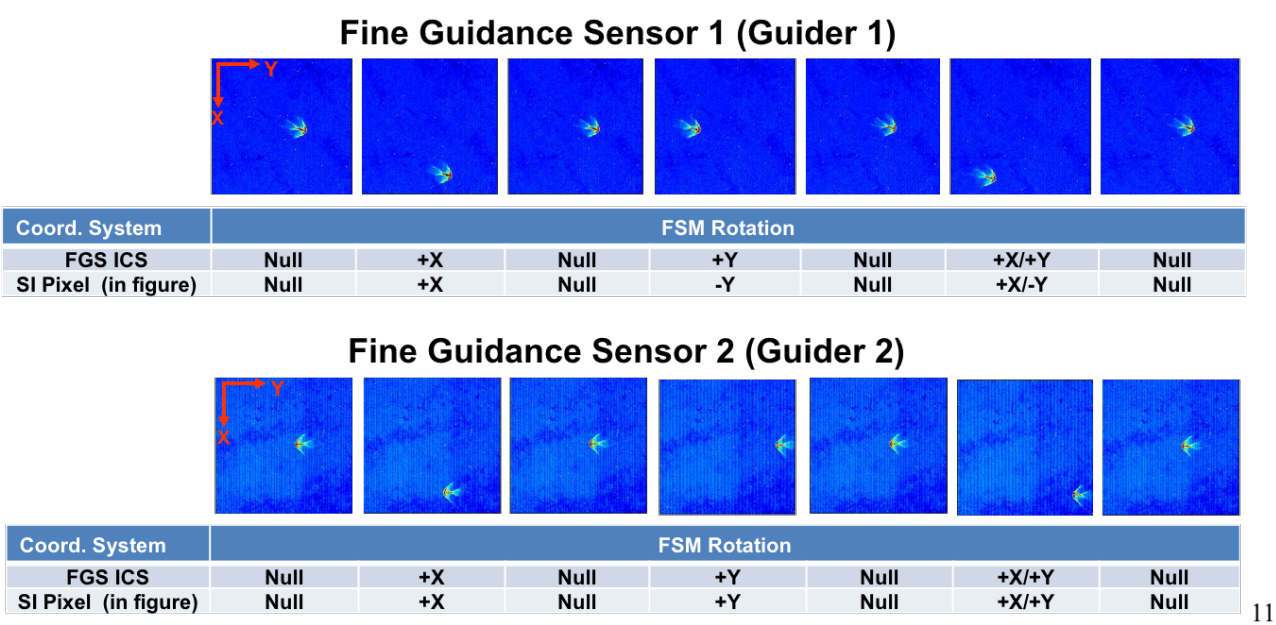 Fine Guidance Sensor 1 (Guider 1)
Y
X
Coord. System FSM Rotation
FGS ICS Null +X Null +Y Null +X/+Y Null
SI Pixel (in figure) Null +X Null -Y Null +X/-Y Null
Fine Guidance Sensor 2 (Guider 2)
Y
X
Coord. System FSM Rotation
FGS ICS Null +X Null +Y Null +X/+Y Null
SI Pixel (in figure) Null +X Null +Y Null +X/+Y Null
11